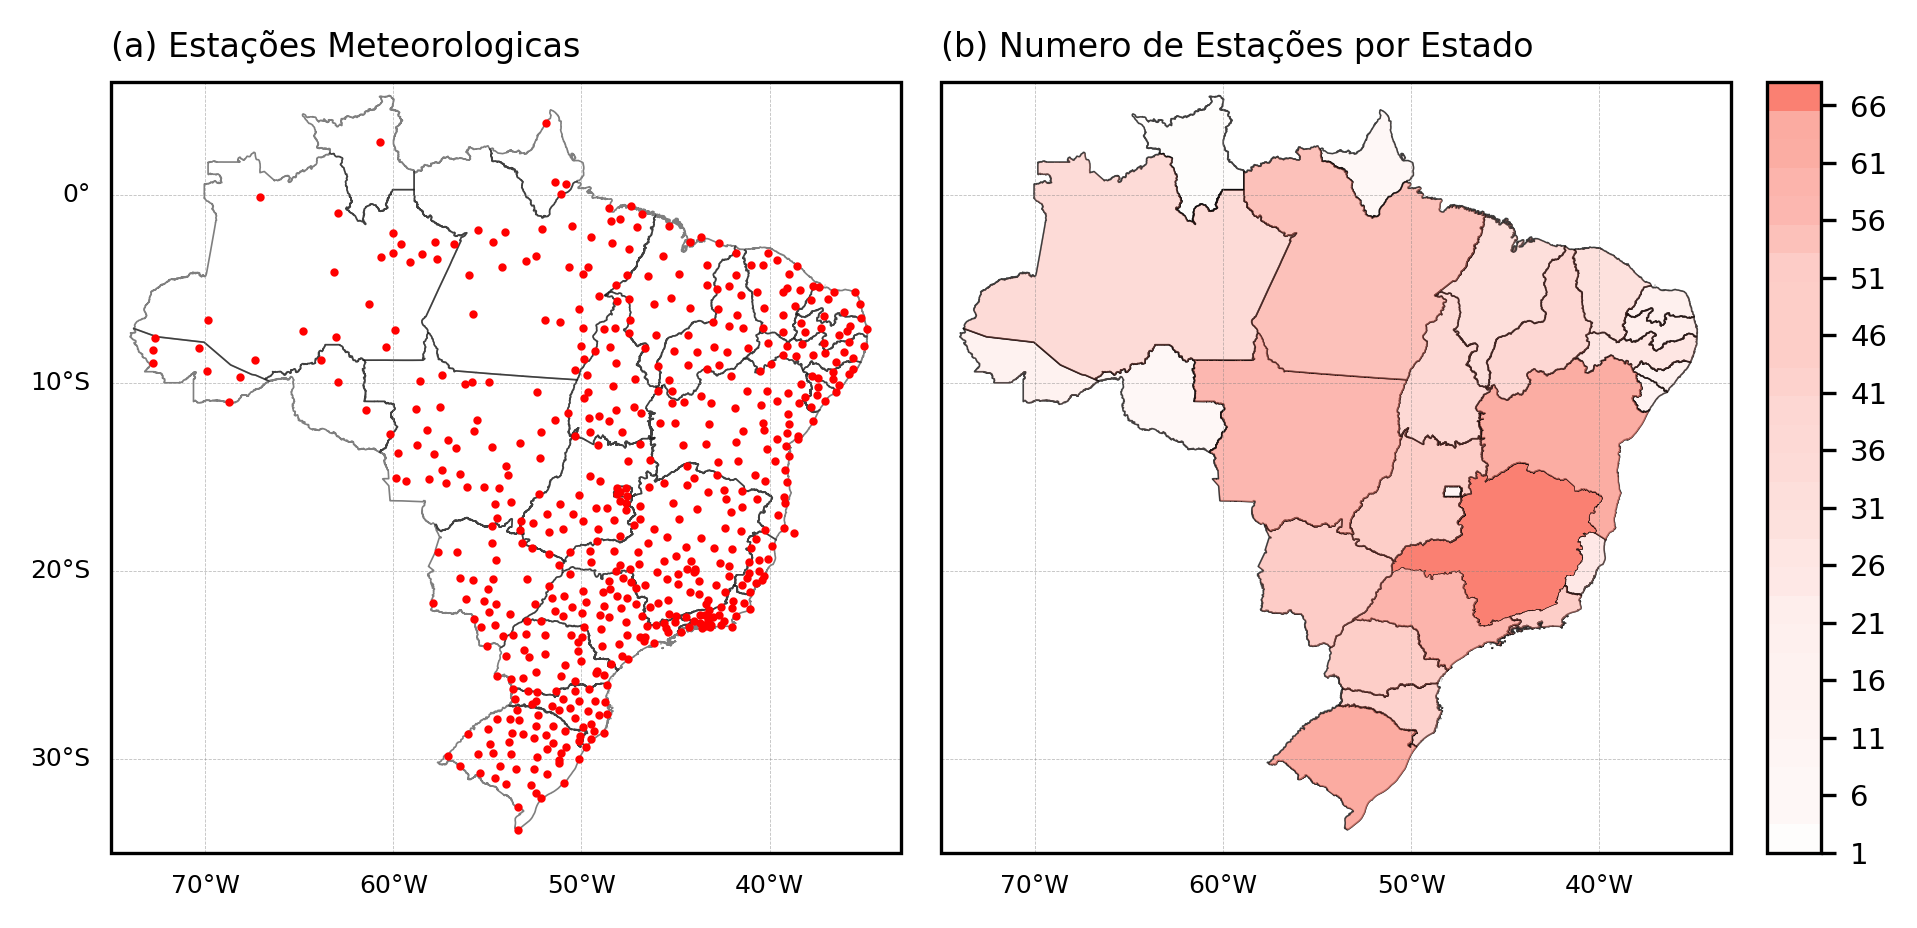 (a) Estações Meteorologicas
(b) Numero de Estações por Estado
0°
10°S
20°S
30°S
70°W
60°W
50°W
40°W
70°W
60°W
50°W
40°W
66
61
56
51
46
41
36
31
26
21
16
11
6
1